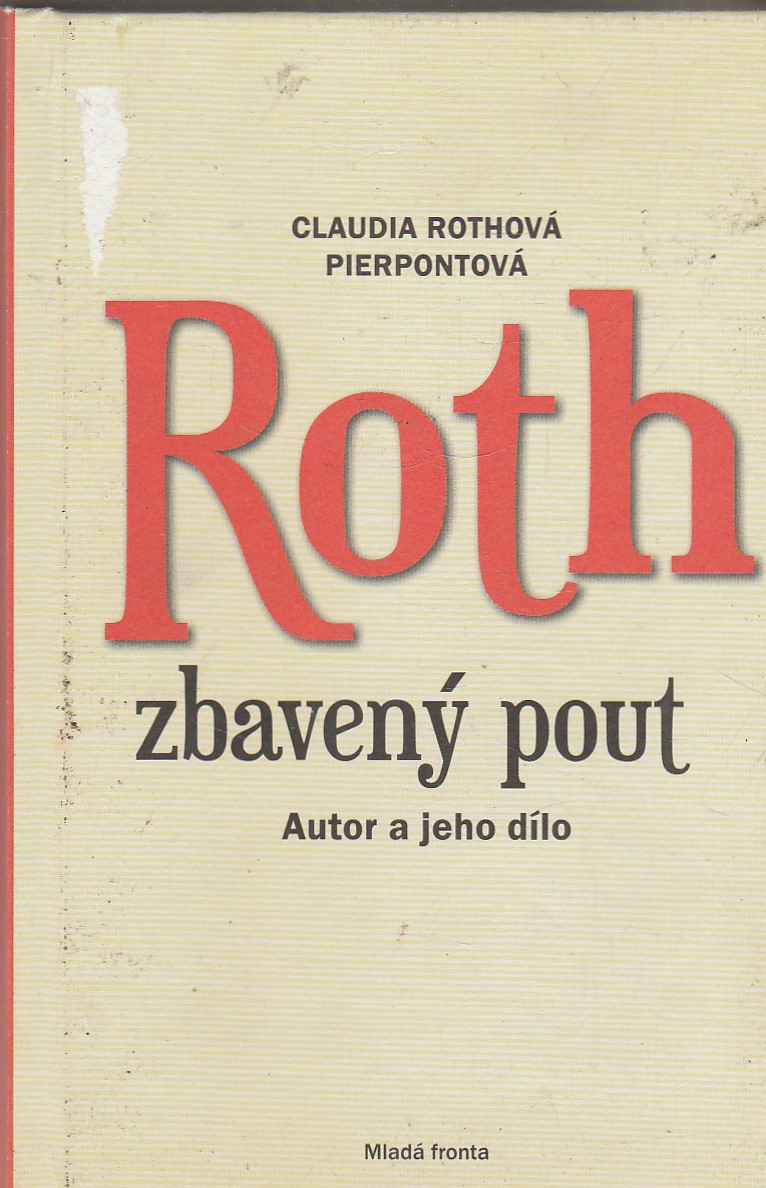 CLAUDIA ROTHOVÁ
PIERPONTOVÁ
Roth
zbavený pout
Autor a jeho dílo
Mladá fronta